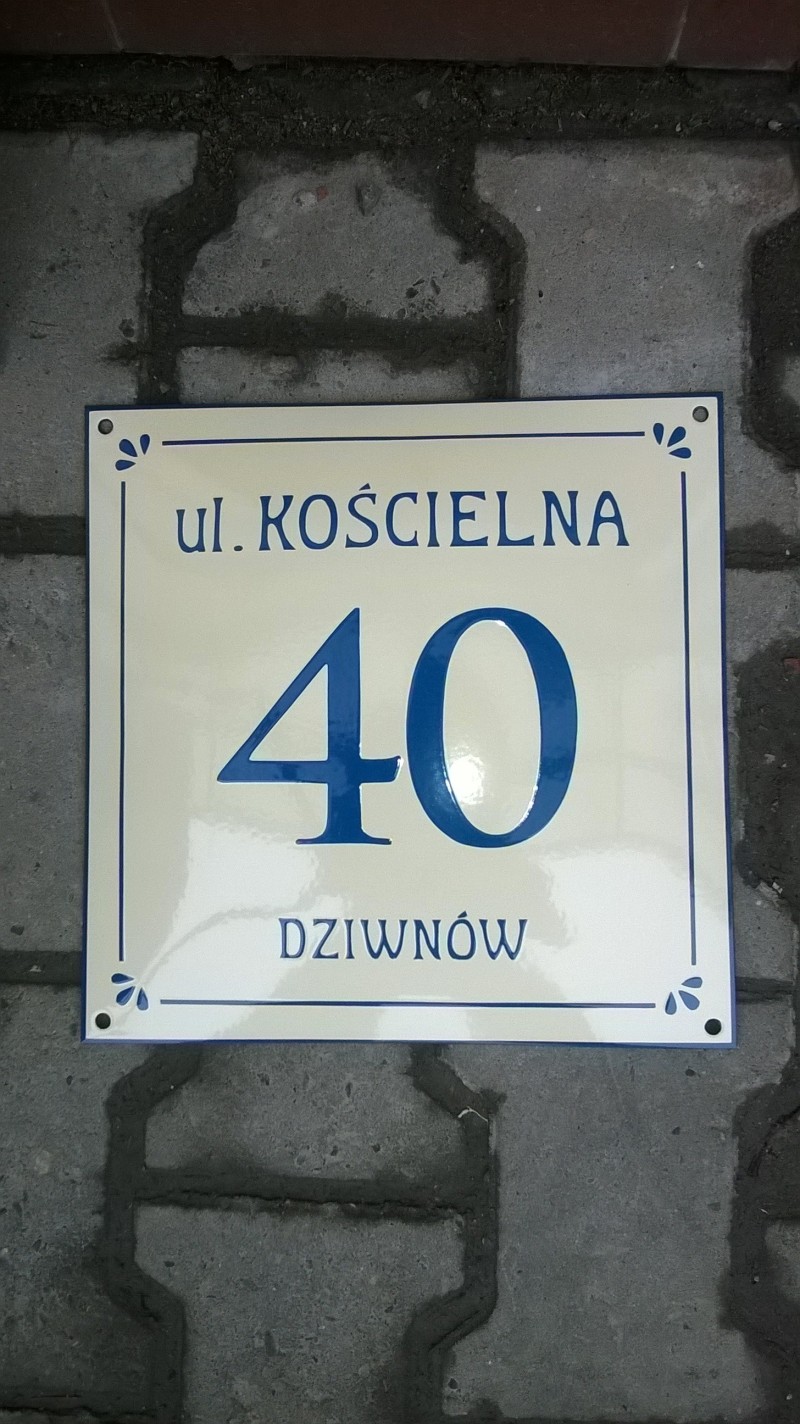 ul. KOŚCIELNA
40
DZIWNÓW